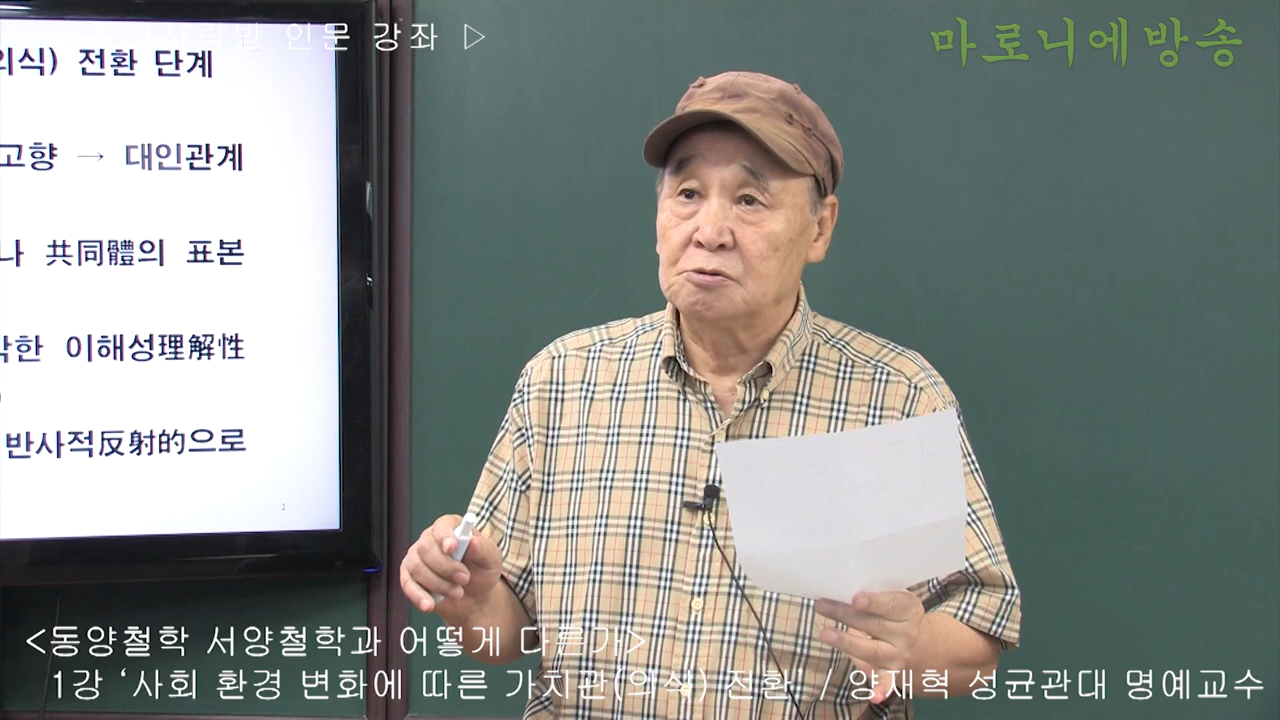 인문 강좌 ▷
마로니에방송
의식) 전환 단계
고향 → 대인관계
나 共同體의 표본
한 이해성理解性
)
반사적反射的으로
1
<동양철학 서양철학과 어떻게 다른가>
1강 ‘사회 환경 변화에 따른 가치관(의식) 전환’ / 양재혁 성균관대 명예교수